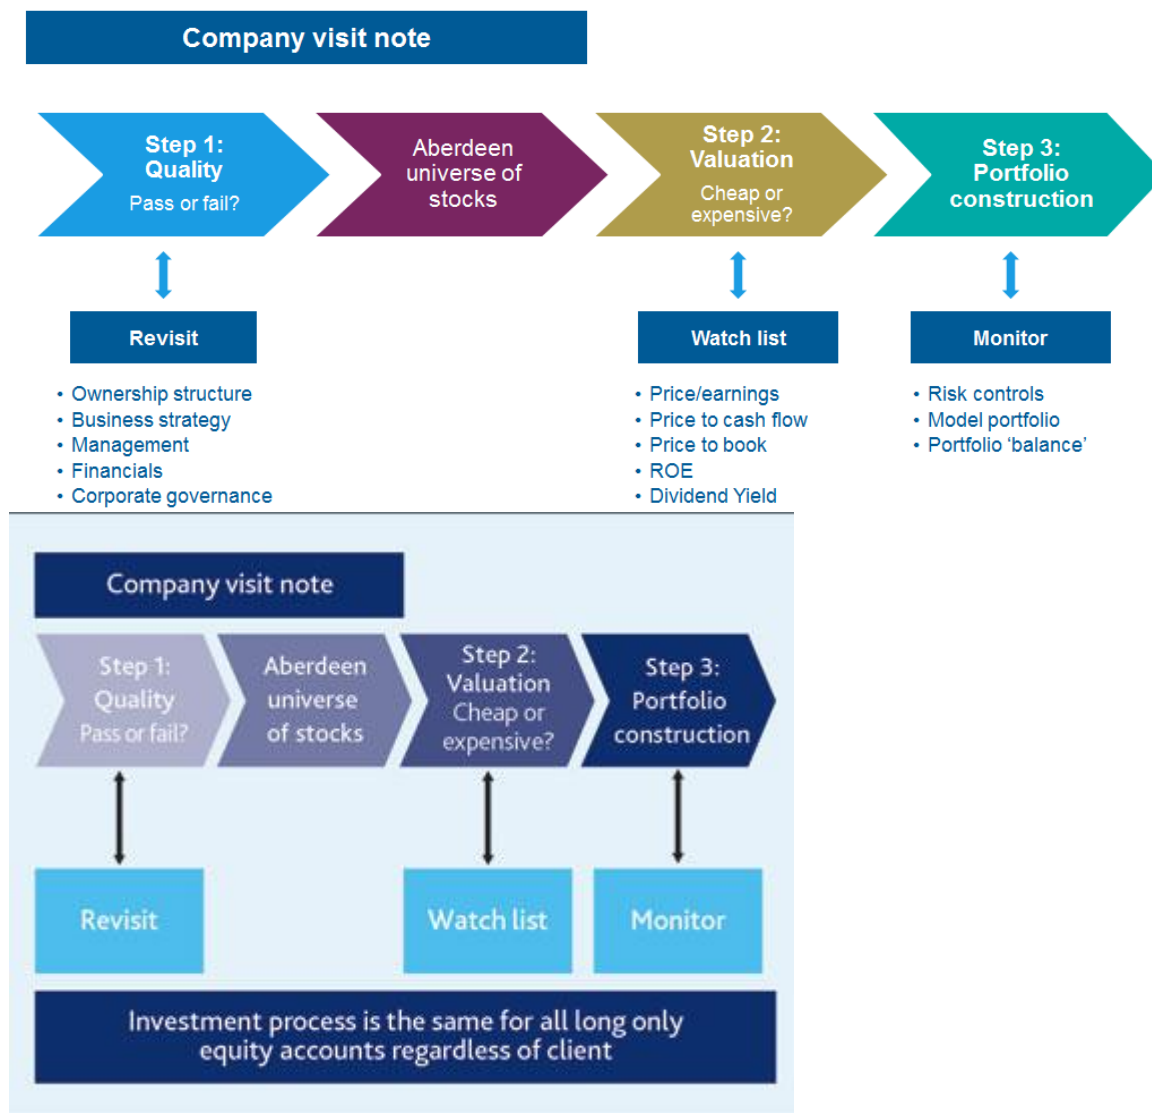 Company visit note
Step 1:
Quality
Pass or fail?
Aberdeen
universe of
stocks
Step 2:
Valuation
Cheap or
expensive?
Step 3:
Portfolio
construction
Revisit
• Ownership structure
• Business strategy
• Management
• Financials
• Corporate governance
Watch list
• Price/earnings
• Price to cash flow
• Price to book
• ROE
• Dividend Yield
Monitor
• Risk controls
• Model portfolio
• Portfolio ‘balance’
Company visit note
Step 1:
Quality
Pass or fail?
Aberdeen
universe
of stocks
Step 2:
Valuation
Cheap or
expensive?
Step 3:
Portfolio
construction
Revisit
Watch list
Monitor
Investment process is the same for all long only
equity accounts regardless of client